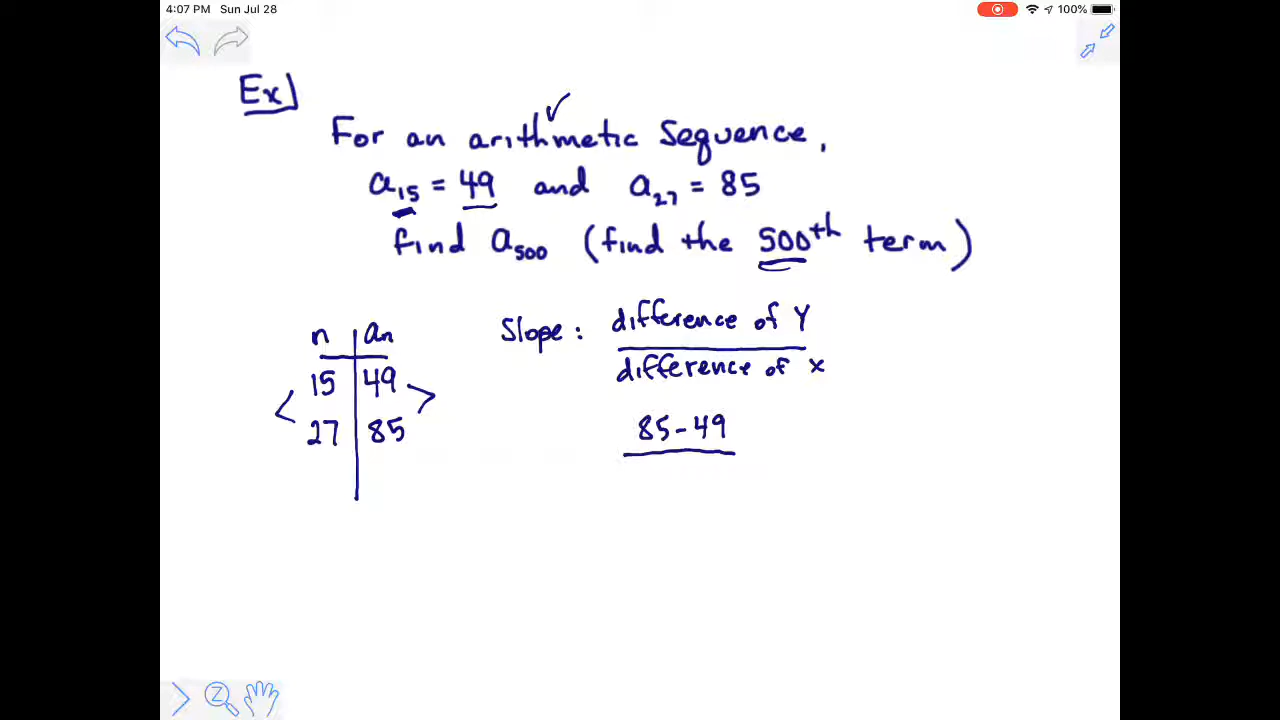 4:07 PM Sun Jul 28
100%
Ex)
For an arithmetic sequence,
a₁₅ = 49 and a₂₇ = 85
find a₅₀₀ (find the 500th term)
n an
15 49
27 85
Slope: difference of Y
difference of x
85-49
Z